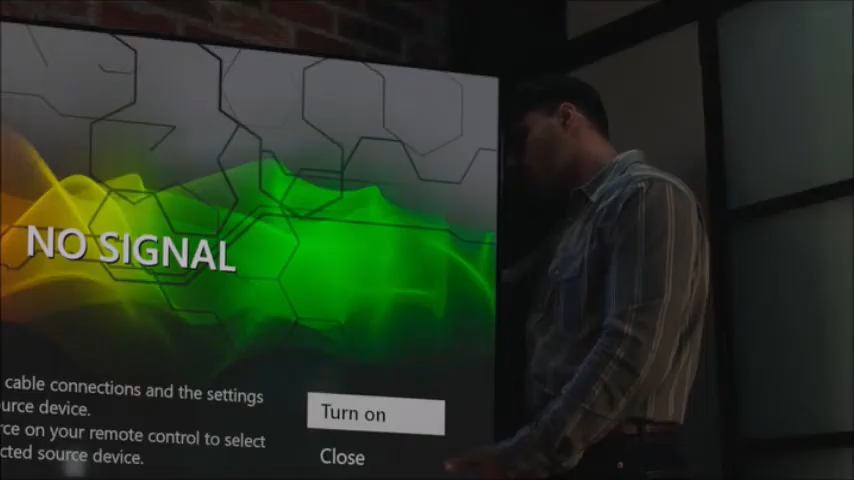 NO SIGNAL
cable connections and the settings
urce device.
rce on your remote control to select
cted source device.
Turn on
Close